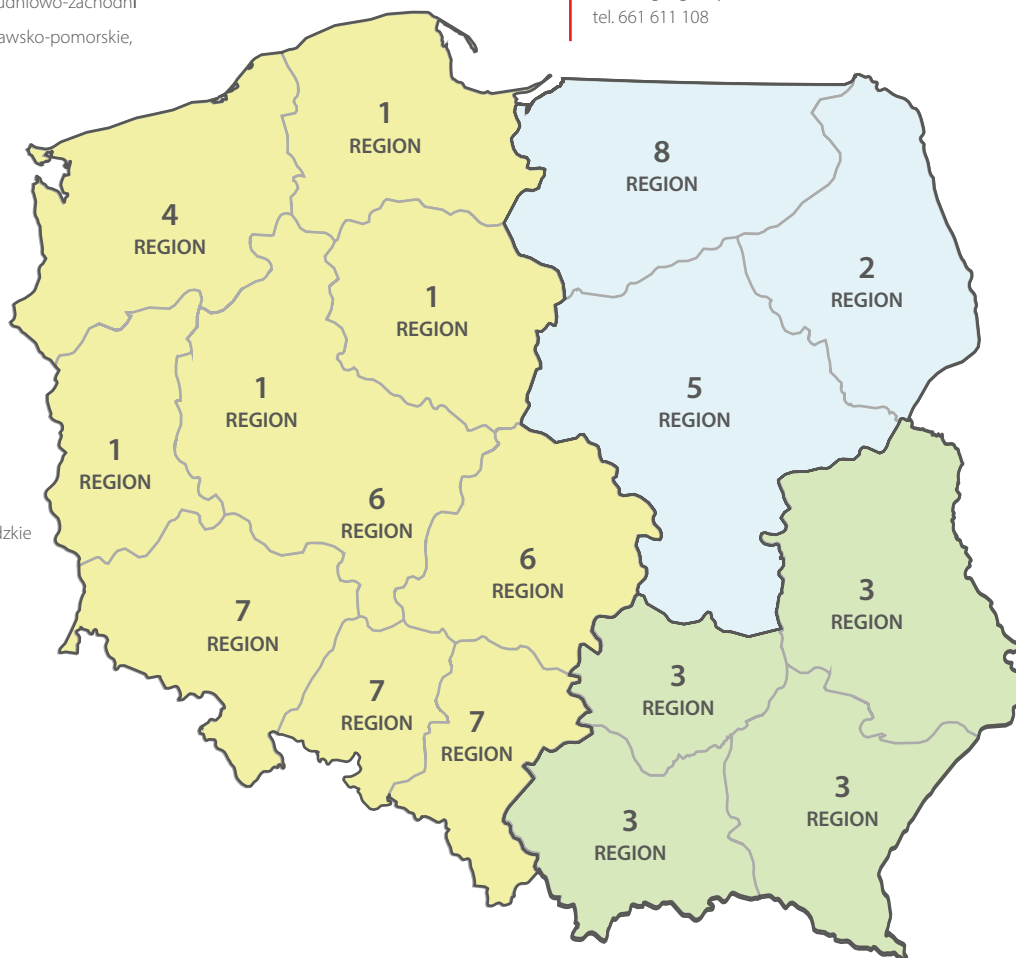 udniowo-zachodni
awsko-pomorskie,
tel. 661 611 108
1
REGION
8
REGION
4
REGION
2
REGION
1
REGION
5
REGION
1
REGION
1
REGION
6
REGION
dzkie
6
REGION
3
REGION
7
REGION
3
REGION
7
REGION
7
REGION
3
REGION
3
REGION